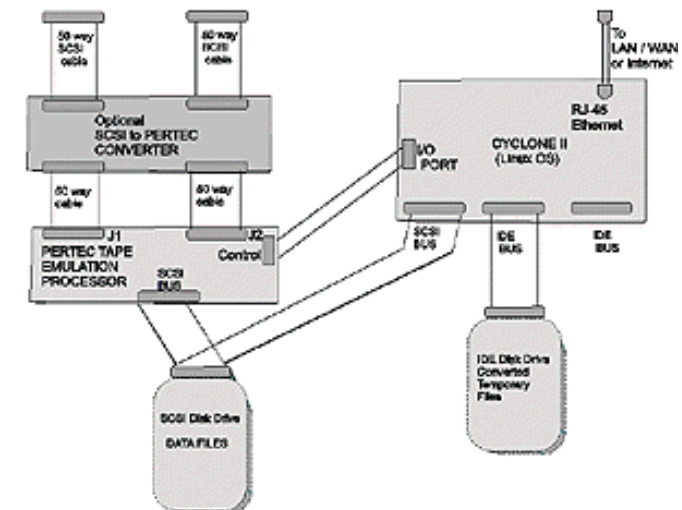 50-way
SCSI
cable
50-way
SCSI
cable
To
LAN / WAN
or Internet
Optional
SCSI to PERTEC
CONVERTER
RJ-45
Ethernet
CYCLONE II
(Linux OS)
I/O
PORT
50 way
cable
50 way
cable
J1
J2
PERTEC TAPE
EMULATION
PROCESSOR
Control
SCSI
BUS
SCSI
BUS
IDE
BUS
IDE
BUS
IDE Disk Drive
Converted
Temporary
Files
SCSI Disk Drive
DATA FILES